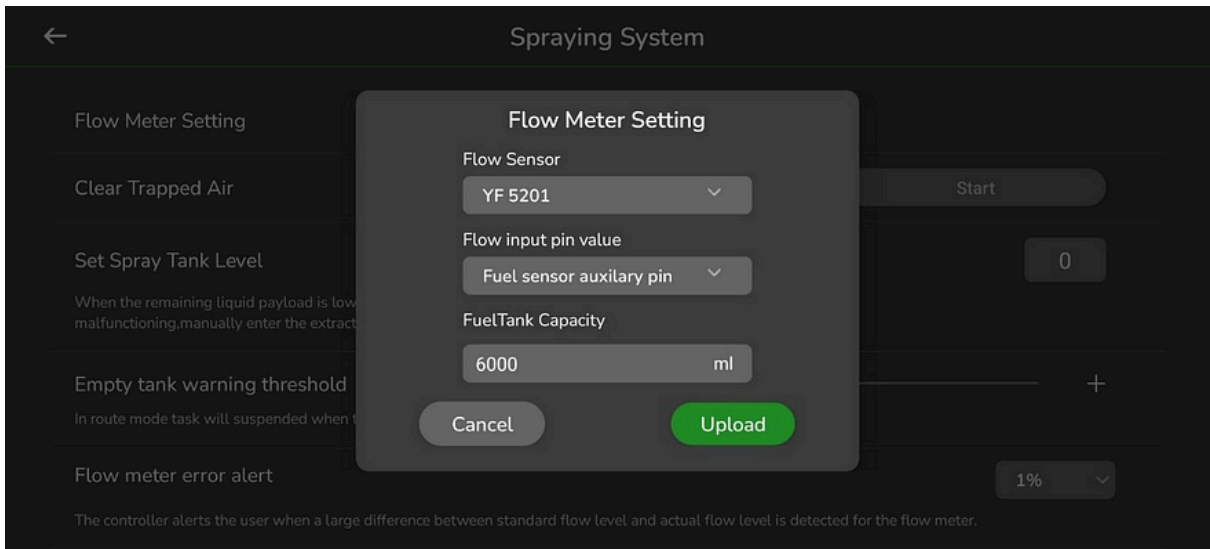 Spraying System
Flow Meter Setting
Clear Trapped Air
Start
Set Spray Tank Level
0
When the remaining liquid payload is low
malfunctioning,manually enter the extract
Empty tank warning threshold
+
In route mode task will suspended when t
Flow meter error alert
1%
The controller alerts the user when a large difference between standard flow level and actual flow level is detected for the flow meter.
Flow Meter Setting
Flow Sensor
YF 5201
Flow input pin value
Fuel sensor auxilary pin
FuelTank Capacity
6000 ml
Cancel
Upload